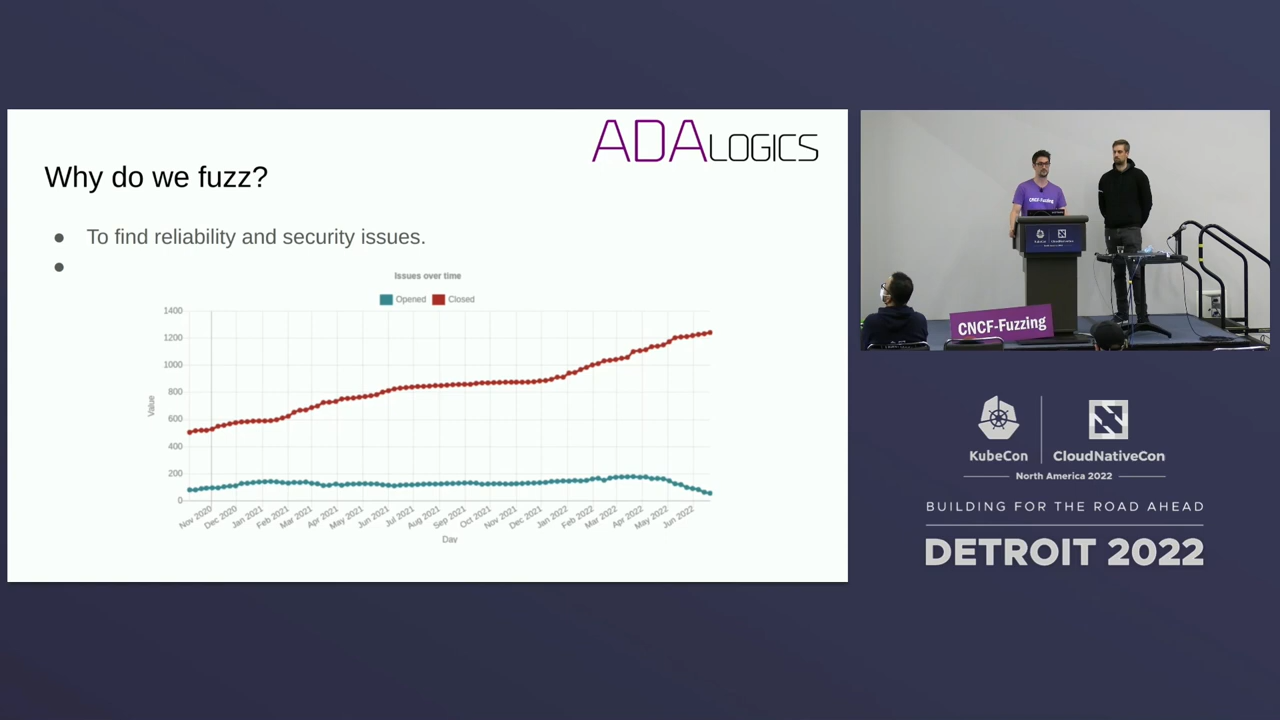 ADALOGICS
Why do we fuzz?
● To find reliability and security issues.
●
Issues over time
Opened Closed
1400
1200
1000
800
600
400
200
0
Value
Nov 2020 Dec 2020 Jan 2021 Feb 2021 Mar 2021 Apr 2021 May 2021 Jun 2021 Jul 2021 Aug 2021 Sep 2021 Oct 2021 Nov 2021 Dec 2021 Jan 2022 Feb 2022 Mar 2022 Apr 2022 May 2022 Jun 2022
Day
CNCF-Fuzzing
CNCF-Fuzzing
KubeCon CloudNativeCon
North America 2022
BUILDING FOR THE ROAD AHEAD
DETROIT 2022